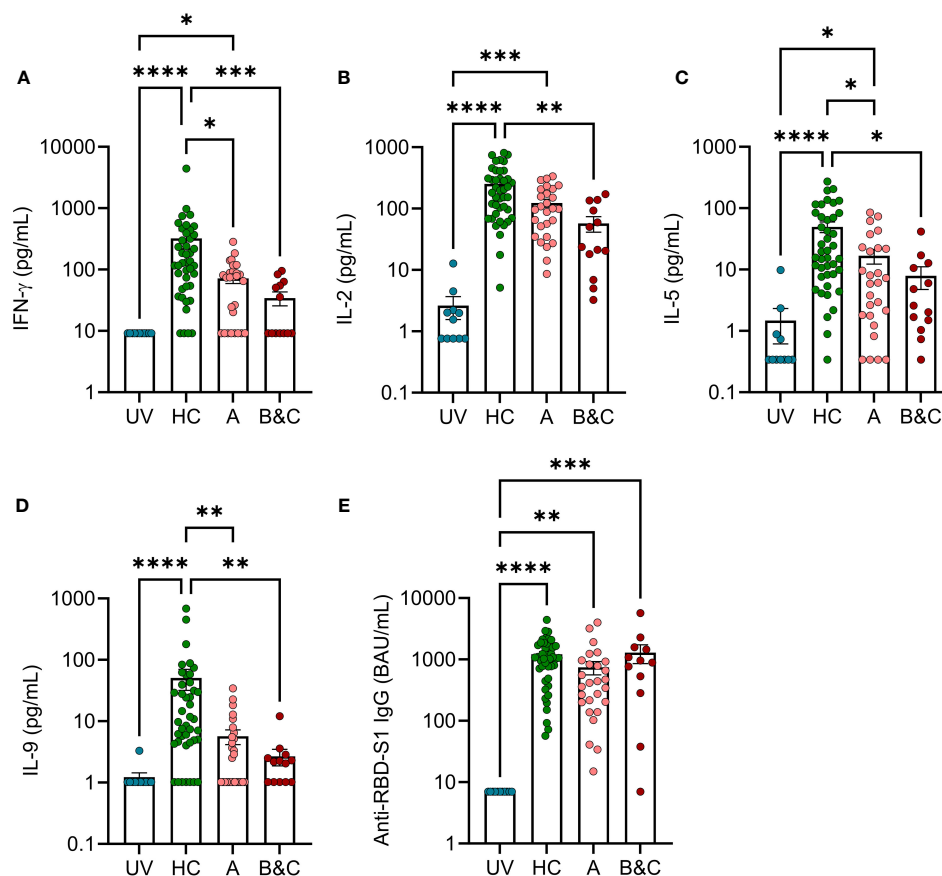 A
*
**** ***
*
IFN-γ (pg/mL)
10000
1000
100
10
1
UV HC A B&C
B
***
**** **
IL-2 (pg/mL)
1000
100
10
1
0.1
UV HC A B&C
C
*
*
**** *
IL-5 (pg/mL)
1000
100
10
1
0.1
UV HC A B&C
D
**
**** **
IL-9 (pg/mL)
1000
100
10
1
0.1
UV HC A B&C
E
***
**
****
Anti-RBD-S1 IgG (BAU/mL)
10000
1000
100
10
1
UV HC A B&C